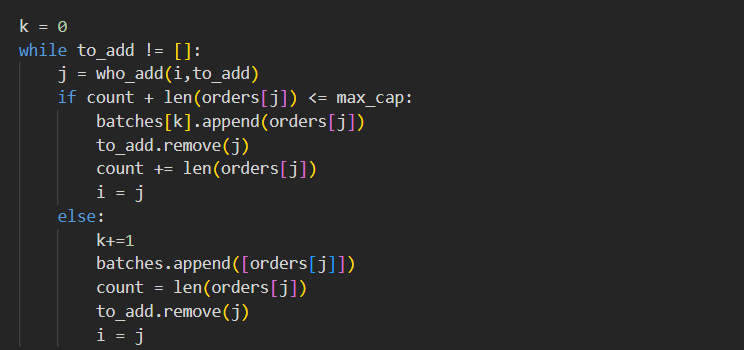 k = 0
while to_add != []:
    j = who_add(i,to_add)
    if count + len(orders[j]) <= max_cap:
        batches[k].append(orders[j])
        to_add.remove(j)
        count += len(orders[j])
        i = j
    else:
        k+=1
        batches.append([orders[j]])
        count = len(orders[j])
        to_add.remove(j)
        i = j